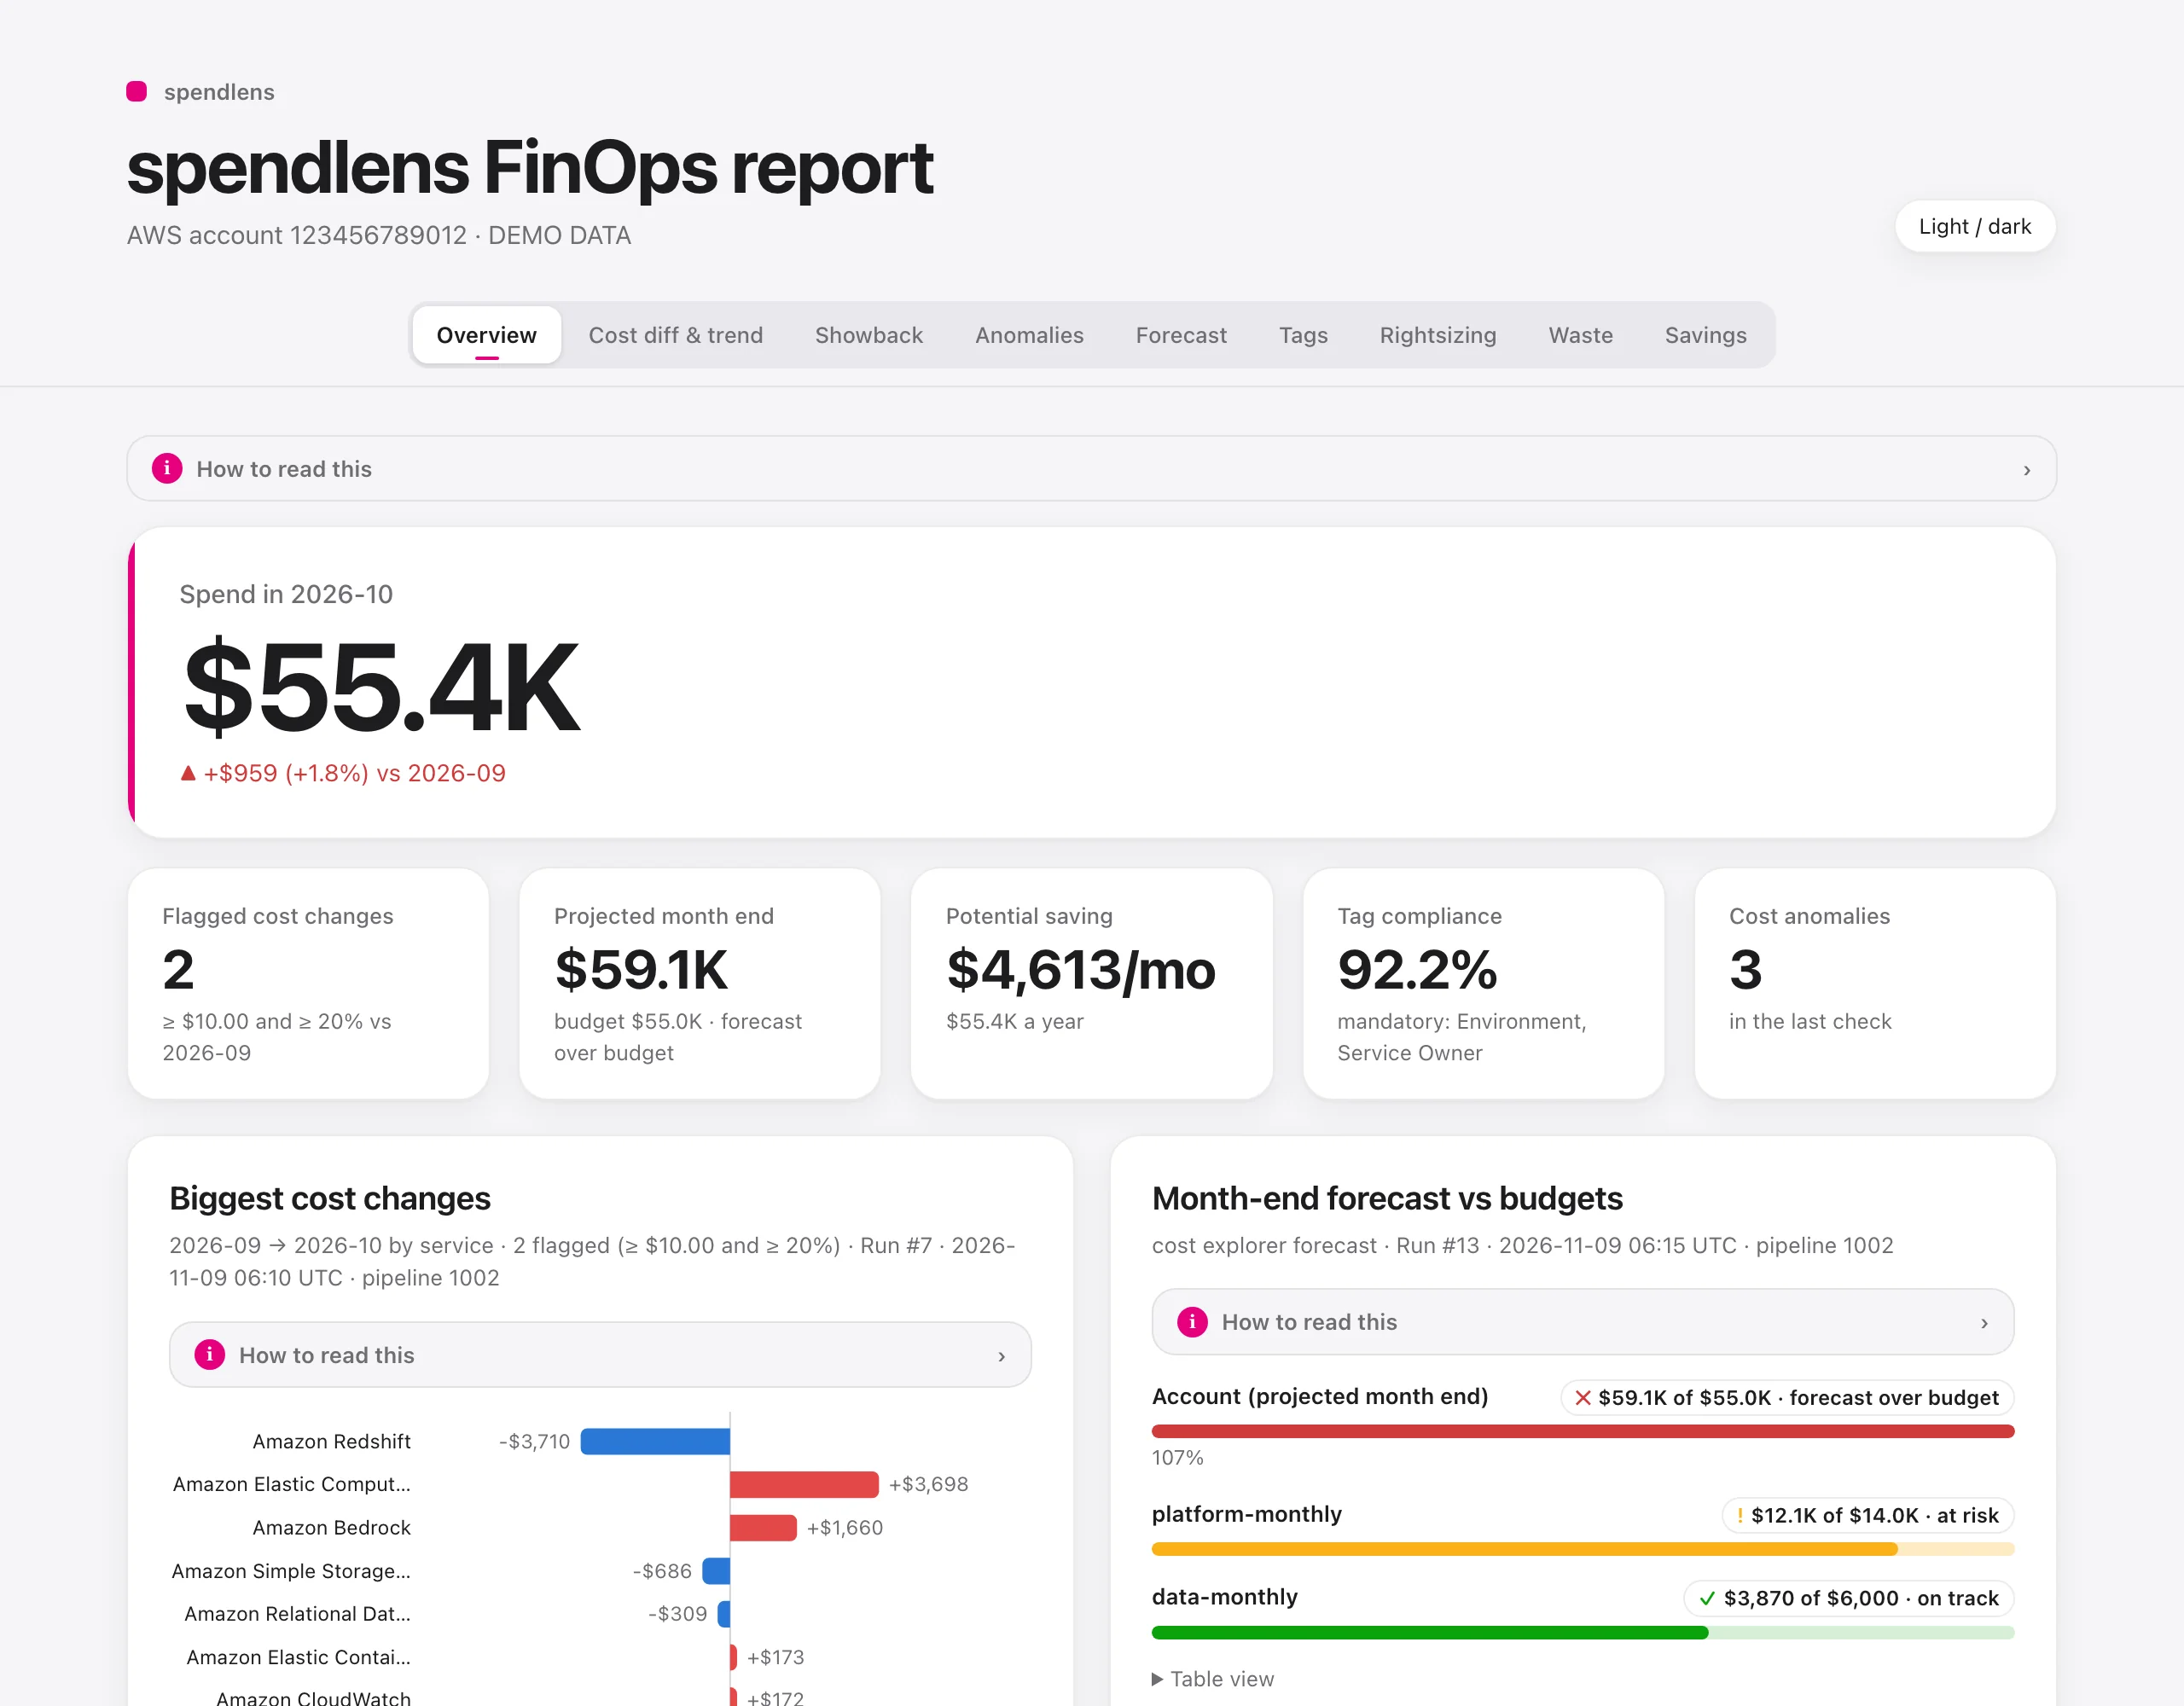 spendlens
spendlens FinOps report
AWS account 123456789012 · DEMO DATA
Light / dark
Overview
Cost diff & trend
Showback
Anomalies
Forecast
Tags
Rightsizing
Waste
Savings
i How to read this ›
Spend in 2026-10
$55.4K
▲ +$959 (+1.8%) vs 2026-09
Flagged cost changes
2
≥ $10.00 and ≥ 20% vs
2026-09
Projected month end
$59.1K
budget $55.0K · forecast
over budget
Potential saving
$4,613/mo
$55.4K a year
Tag compliance
92.2%
mandatory: Environment,
Service Owner
Cost anomalies
3
in the last check
Biggest cost changes
2026-09 → 2026-10 by service · 2 flagged (≥ $10.00 and ≥ 20%) · Run #7 · 2026-
11-09 06:10 UTC · pipeline 1002
i How to read this ›
Amazon Redshift -$3,710
Amazon Elastic Comput... +$3,698
Amazon Bedrock +$1,660
Amazon Simple Storage... -$686
Amazon Relational Dat... -$309
Amazon Elastic Contai... +$173
Amazon CloudWatch +$172
Month-end forecast vs budgets
cost explorer forecast · Run #13 · 2026-11-09 06:15 UTC · pipeline 1002
i How to read this ›
Account (projected month end) ✕ $59.1K of $55.0K · forecast over budget
107%
platform-monthly ! $12.1K of $14.0K · at risk
data-monthly ✓ $3,870 of $6,000 · on track
▶ Table view